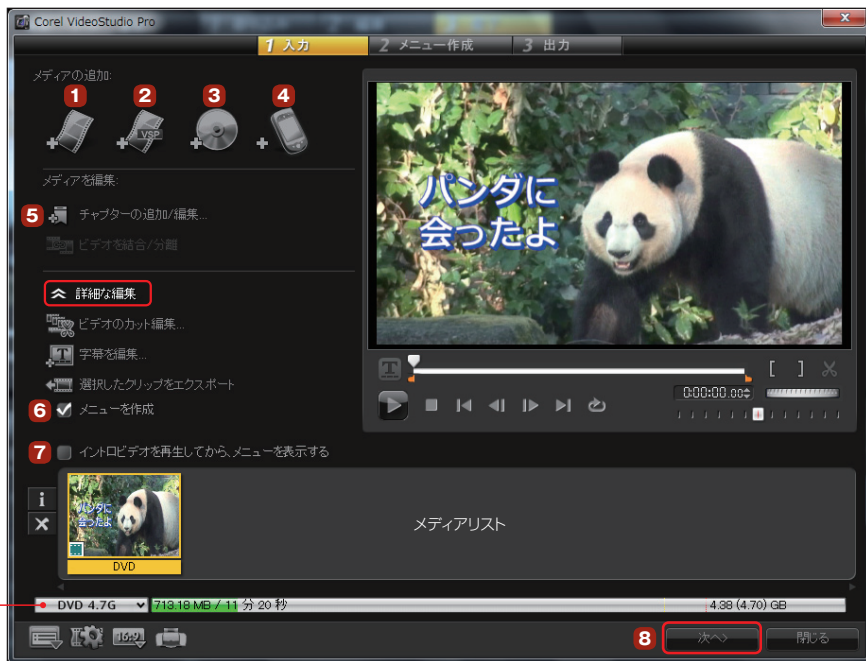 Corel VideoStudio Pro
1 入力
2 メニュー作成
3 出力
メディアの追加:
1
2
3
4
VSP
メディアを編集:
5 チャプターの追加/編集...
ビデオを結合/分離
詳細な編集
ビデオのカット編集...
字幕を編集...
選択したクリップをエクスポート
6 メニューを作成
7 イントロビデオを再生してから、メニューを表示する
パンダに
会ったよ
0:00:00.00
パンダに
会ったよ
DVD
メディアリスト
DVD 4.7G
713.18 MB / 11 分 20 秒
4.38 (4.70) GB
16:9
8 次へ>
閉じる